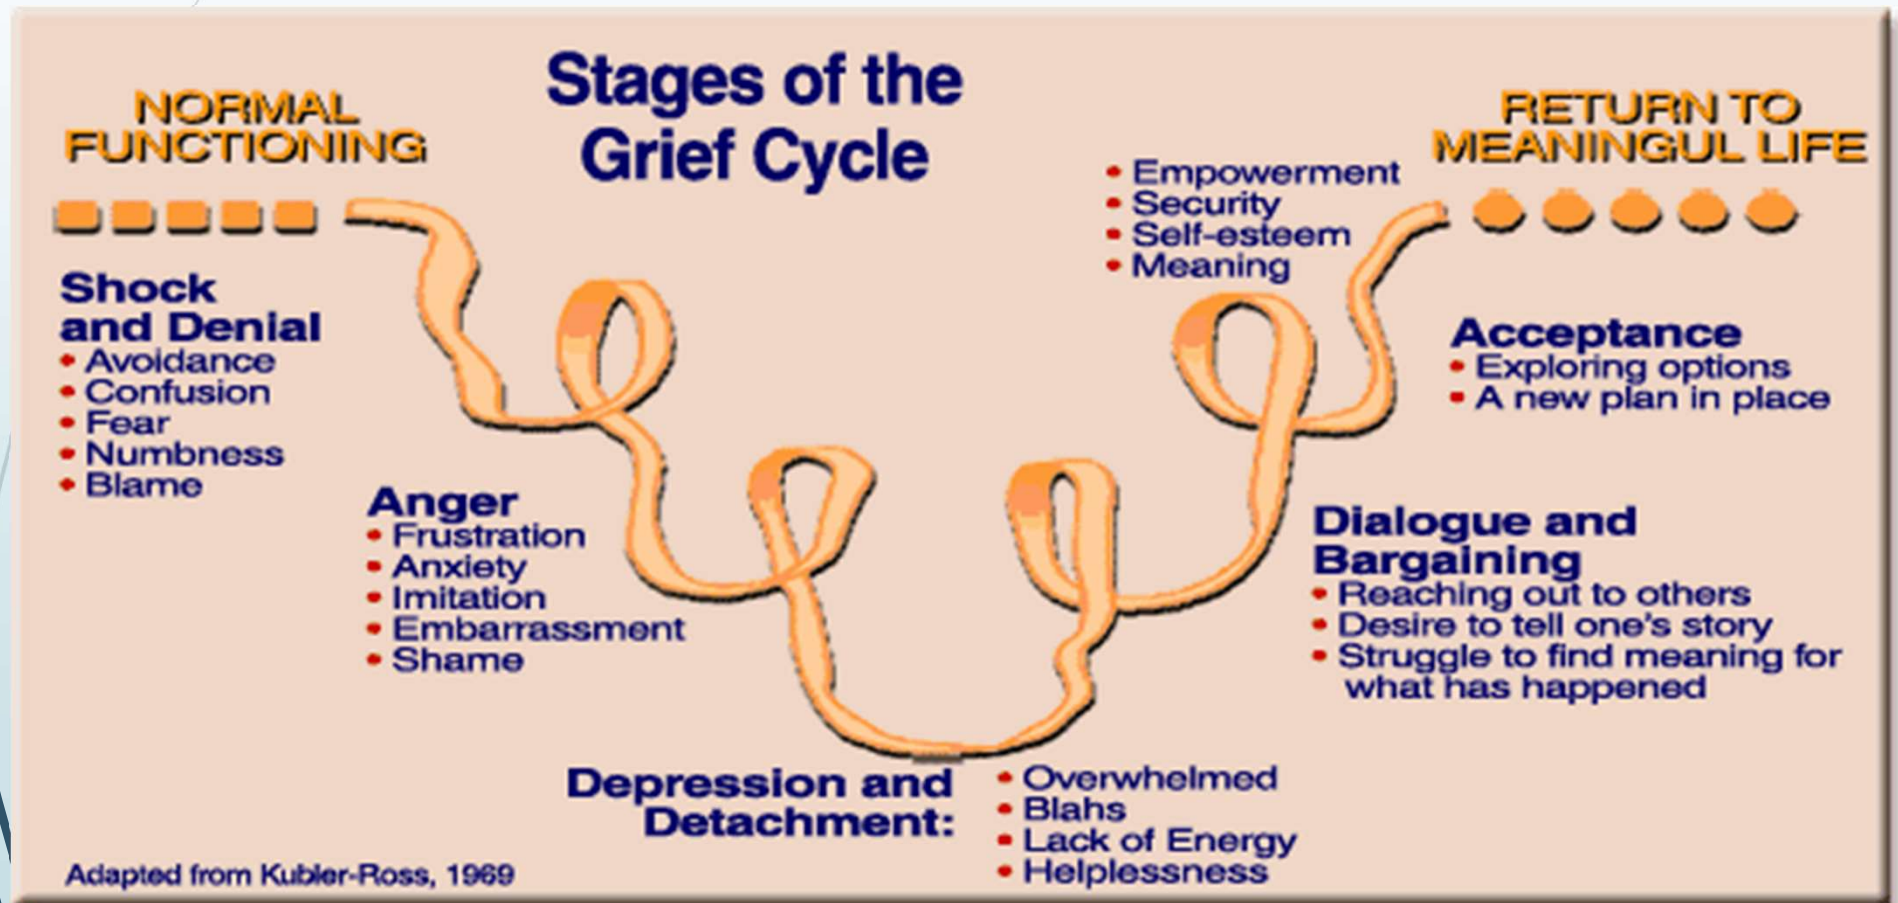 Stages of the
Grief Cycle
NORMAL
FUNCTIONING
Shock
and Denial
• Avoidance
• Confusion
• Fear
• Numbness
• Blame
Anger
• Frustration
• Anxiety
• Imitation
• Embarrassment
• Shame
Depression and
Detachment:
• Overwhelmed
• Blahs
• Lack of Energy
• Helplessness
Dialogue and
Bargaining
• Reaching out to others
• Desire to tell one's story
• Struggle to find meaning for
what has happened
Acceptance
• Exploring options
• A new plan in place
• Empowerment
• Security
• Self-esteem
• Meaning
RETURN TO
MEANINGUL LIFE
Adapted from Kubler-Ross, 1969